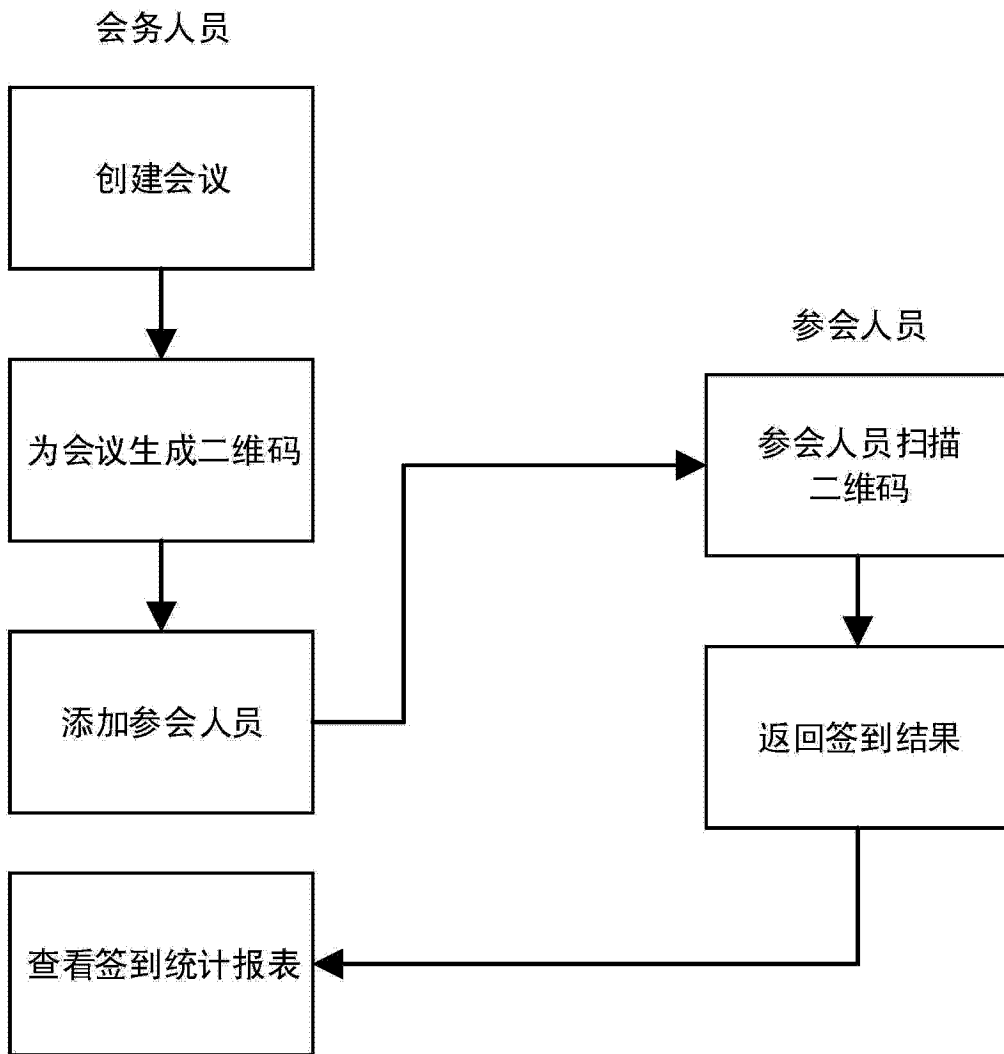 会务人员
创建会议
为会议生成二维码
添加参会人员
查看签到统计报表
参会人员
参会人员扫描
二维码
返回签到结果